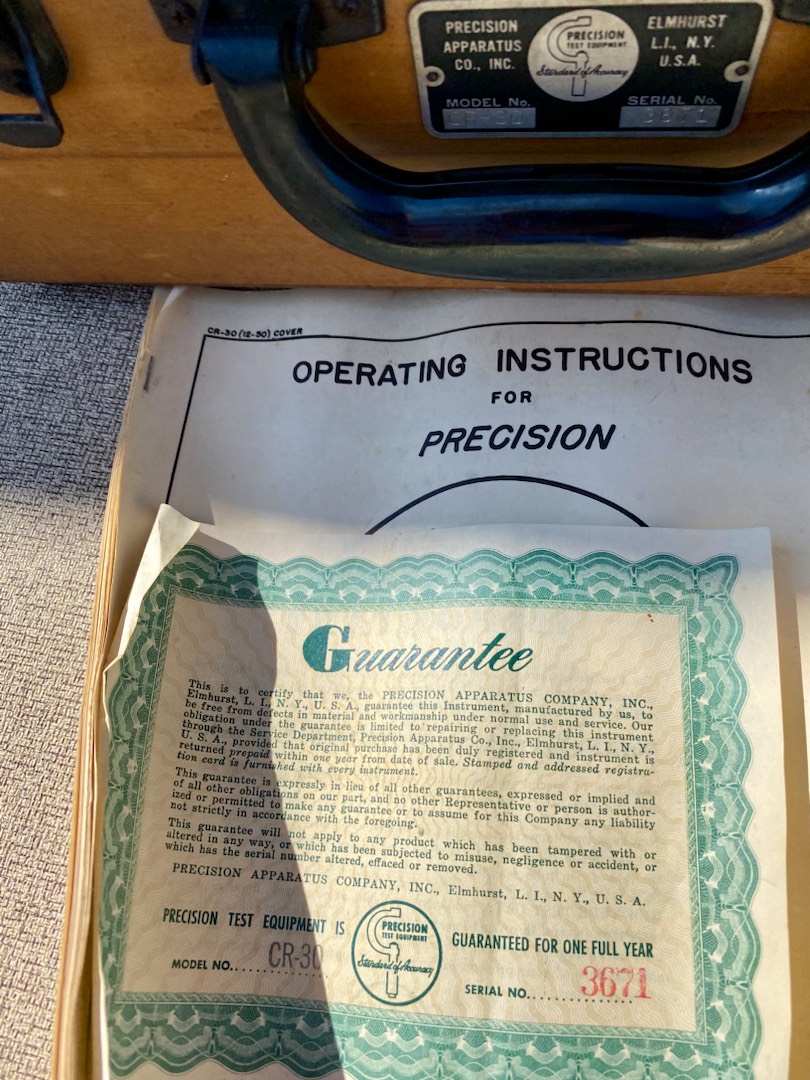 PRECISION
APPARATUS
CO., INC.
PRECISION
TEST EQUIPMENT
Standard of Accuracy
ELMHURST
L.I., N.Y.
U.S.A.
MODEL No.
CR-30
SERIAL No.
3671
CR-30 (12-50) COVER
OPERATING INSTRUCTIONS
FOR
PRECISION
Guarantee
This is to certify that we, the PRECISION APPARATUS COMPANY, INC.,
Elmhurst, L. I., N. Y., U. S. A., guarantee this Instrument, manufactured by us, to
be free from defects in material and workmanship under normal use and service. Our
obligation under the guarantee is limited to repairing or replacing this instrument
through the Service Department, Precision Apparatus Co., Inc., Elmhurst, L. I., N. Y.,
U. S. A., provided that original purchase has been duly registered and instrument is
returned prepaid within one year from date of sale. Stamped and addressed registra-
tion card is furnished with every instrument.
This guarantee is expressly in lieu of all other guarantees, expressed or implied and
of all other obligations on our part, and no other Representative or person is author-
ized or permitted to make any guarantee or to assume for this Company any liability
not strictly in accordance with the foregoing.
This guarantee will not apply to any product which has been tampered with or
altered in any way, or which has been subjected to misuse, negligence or accident, or
which has the serial number altered, effaced or removed.
PRECISION APPARATUS COMPANY, INC., Elmhurst, L. I., N. Y., U. S. A.
PRECISION TEST EQUIPMENT IS
PRECISION
TEST EQUIPMENT
Standard of Accuracy
GUARANTEED FOR ONE FULL YEAR
MODEL NO. CR-30
SERIAL NO. 3671